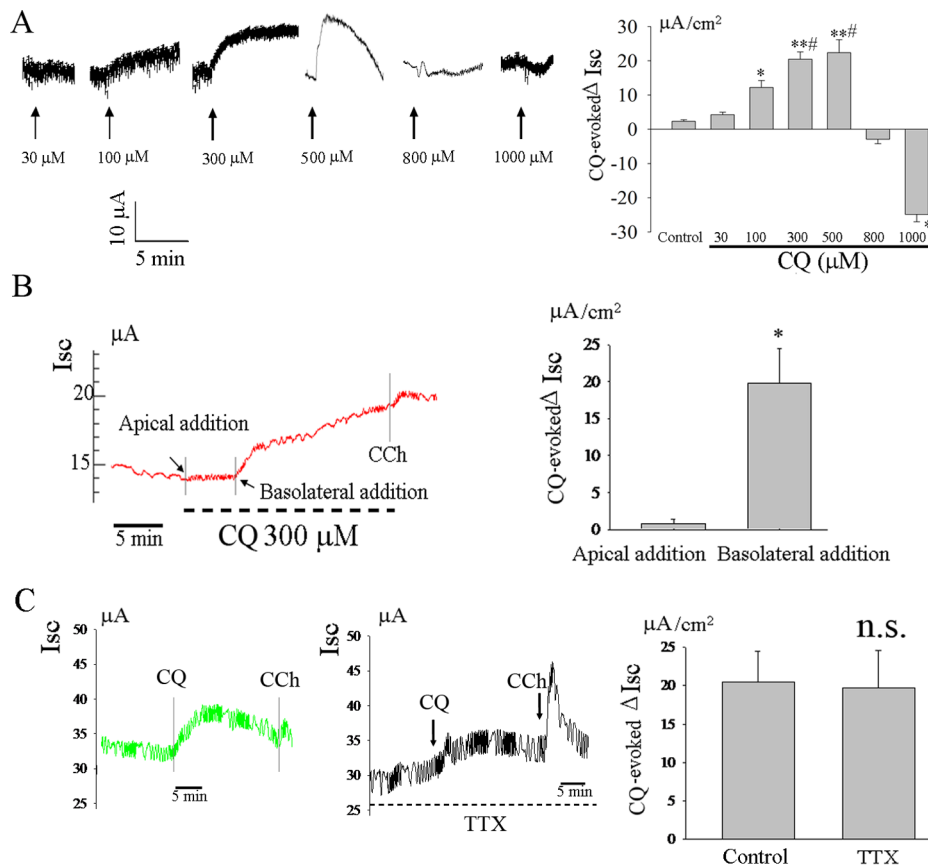 A
30 μM
100 μM
300 μM
500 μM
800 μM
1000 μM
10 μA
5 min
μA/cm²
CQ-evoked Δ Isc
30
20
10
0
-10
-20
-30
*
**#
**#
*
Control
30
100
300
500
800
1000
CQ (μM)
B
μA
Isc
20
15
Apical addition
Basolateral addition
CCh
5 min
CQ 300 μM
μA/cm²
CQ-evoked Δ Isc
25
20
15
10
5
0
*
Apical addition
Basolateral addition
C
μA
Isc
50
45
40
35
30
25
CQ
CCh
5 min
μA
Isc
50
45
40
35
30
25
CQ
CCh
5 min
TTX
μA/cm²
n.s.
CQ-evoked Δ Isc
25
20
15
10
5
0
Control
TTX